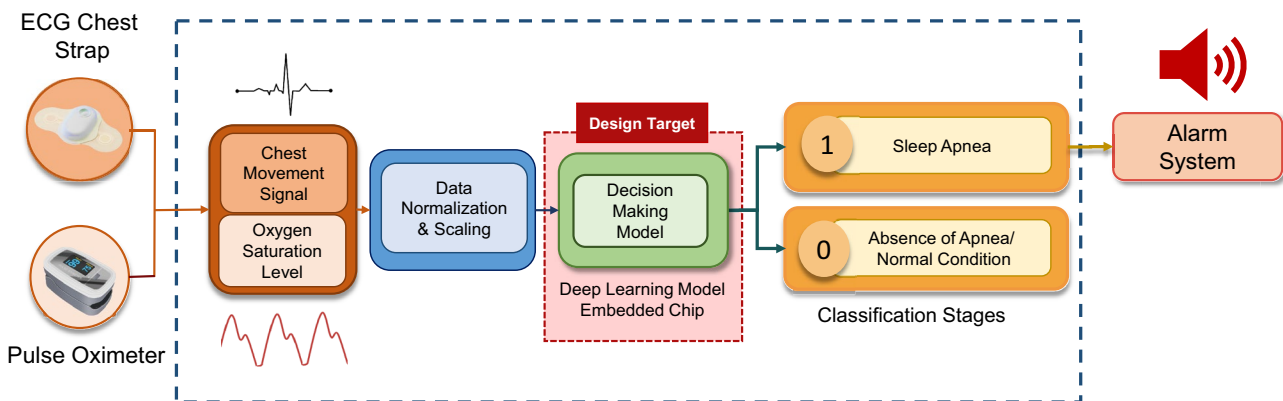 ECG Chest
Strap
Pulse Oximeter
Chest
Movement
Signal
Oxygen
Saturation
Level
Data
Normalization
& Scaling
Design Target
Decision
Making
Model
Deep Learning Model
Embedded Chip
1
Sleep Apnea
0
Absence of Apnea/
Normal Condition
Classification Stages
Alarm
System